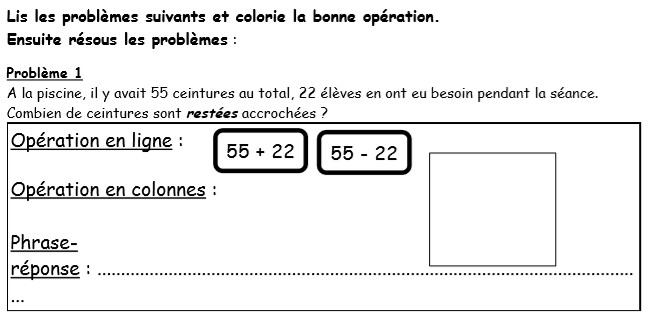 Lis les problèmes suivants et colorie la bonne opération.
Ensuite résous les problèmes :
Problème 1
A la piscine, il y avait 55 ceintures au total, 22 élèves en ont eu besoin pendant la séance.
Combien de ceintures sont restées accrochées ?
Opération en ligne : 55 + 22 55 - 22
Opération en colonnes :
Phrase-
réponse : ................................................................................
...